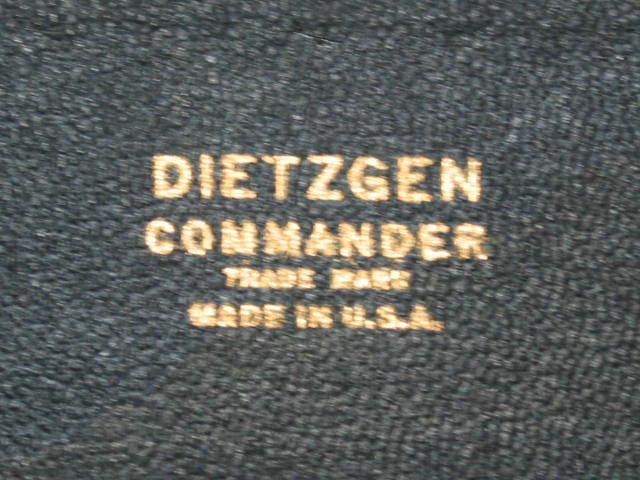 DIETZGEN
COMMANDER
TRADE MARK
MADE IN U.S.A.